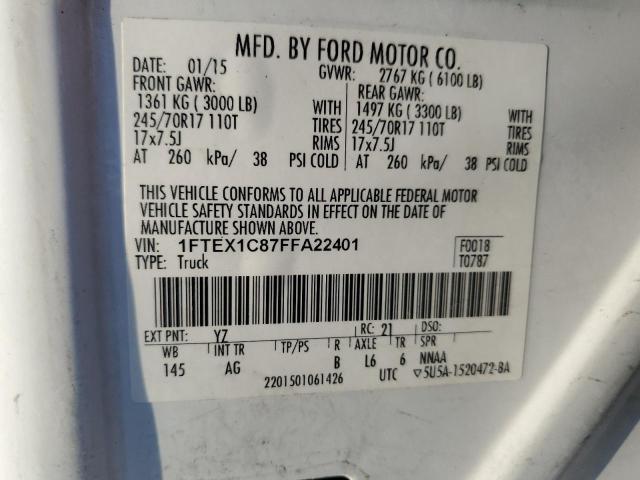 MFD. BY FORD MOTOR CO.
DATE: 01/15 GVWR: 2767 KG ( 6100 LB)
FRONT GAWR: REAR GAWR:
1361 KG ( 3000 LB) WITH 1497 KG ( 3300 LB) WITH
245/70R17 110T TIRES 245/70R17 110T TIRES
17x7.5J RIMS 17x7.5J RIMS
AT 260 kPa/ 38 PSI COLD AT 260 kPa/ 38 PSI COLD
THIS VEHICLE CONFORMS TO ALL APPLICABLE FEDERAL MOTOR
VEHICLE SAFETY STANDARDS IN EFFECT ON THE DATE OF
MANUFACTURE SHOWN ABOVE.
VIN: 1FTEX1C87FFA22401 F0018
TYPE: Truck T0787
EXT PNT: YZ RC: 21 DSO:
WB INT TR TP/PS R AXLE TR SPR
145 AG B L6 6 NNAA
2201501061426 UTC ▽5U5A-1520472-BA